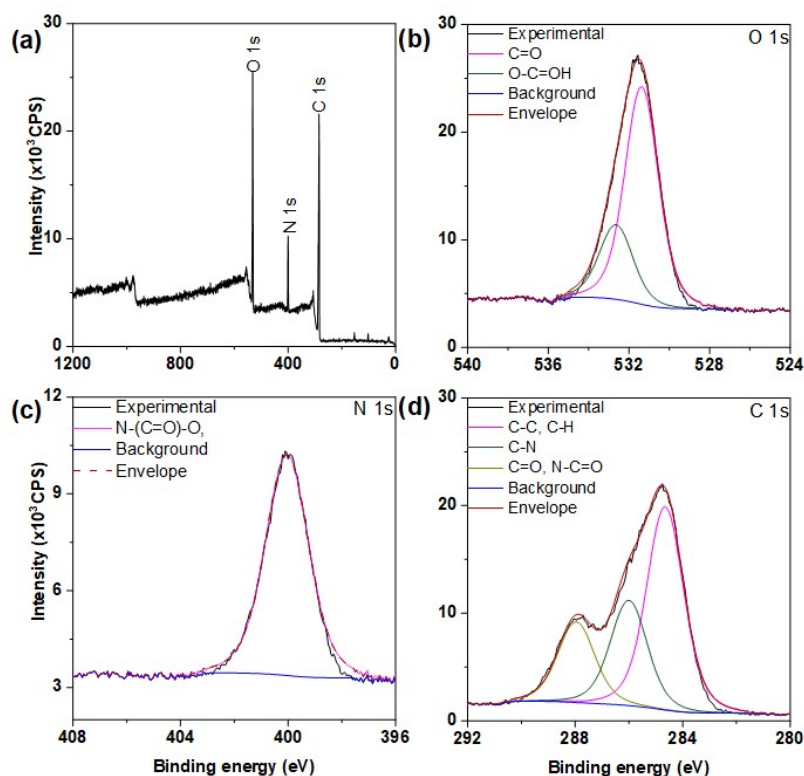 (a)
Intensity (x10³CPS)
30
20
10
0
1200
800
400
0
O 1s
N 1s
C 1s
(b)
O 1s
Experimental
C=O
O-C=OH
Background
Envelope
30
20
10
0
540
536
532
528
524
(c)
N 1s
Experimental
N-(C=O)-O,
Background
Envelope
Intensity (x10³CPS)
12
9
6
3
408
404
400
396
Binding energy (eV)
(d)
C 1s
Experimental
C-C, C-H
C-N
C=O, N-C=O
Background
Envelope
30
20
10
0
292
288
284
280
Binding energy (eV)